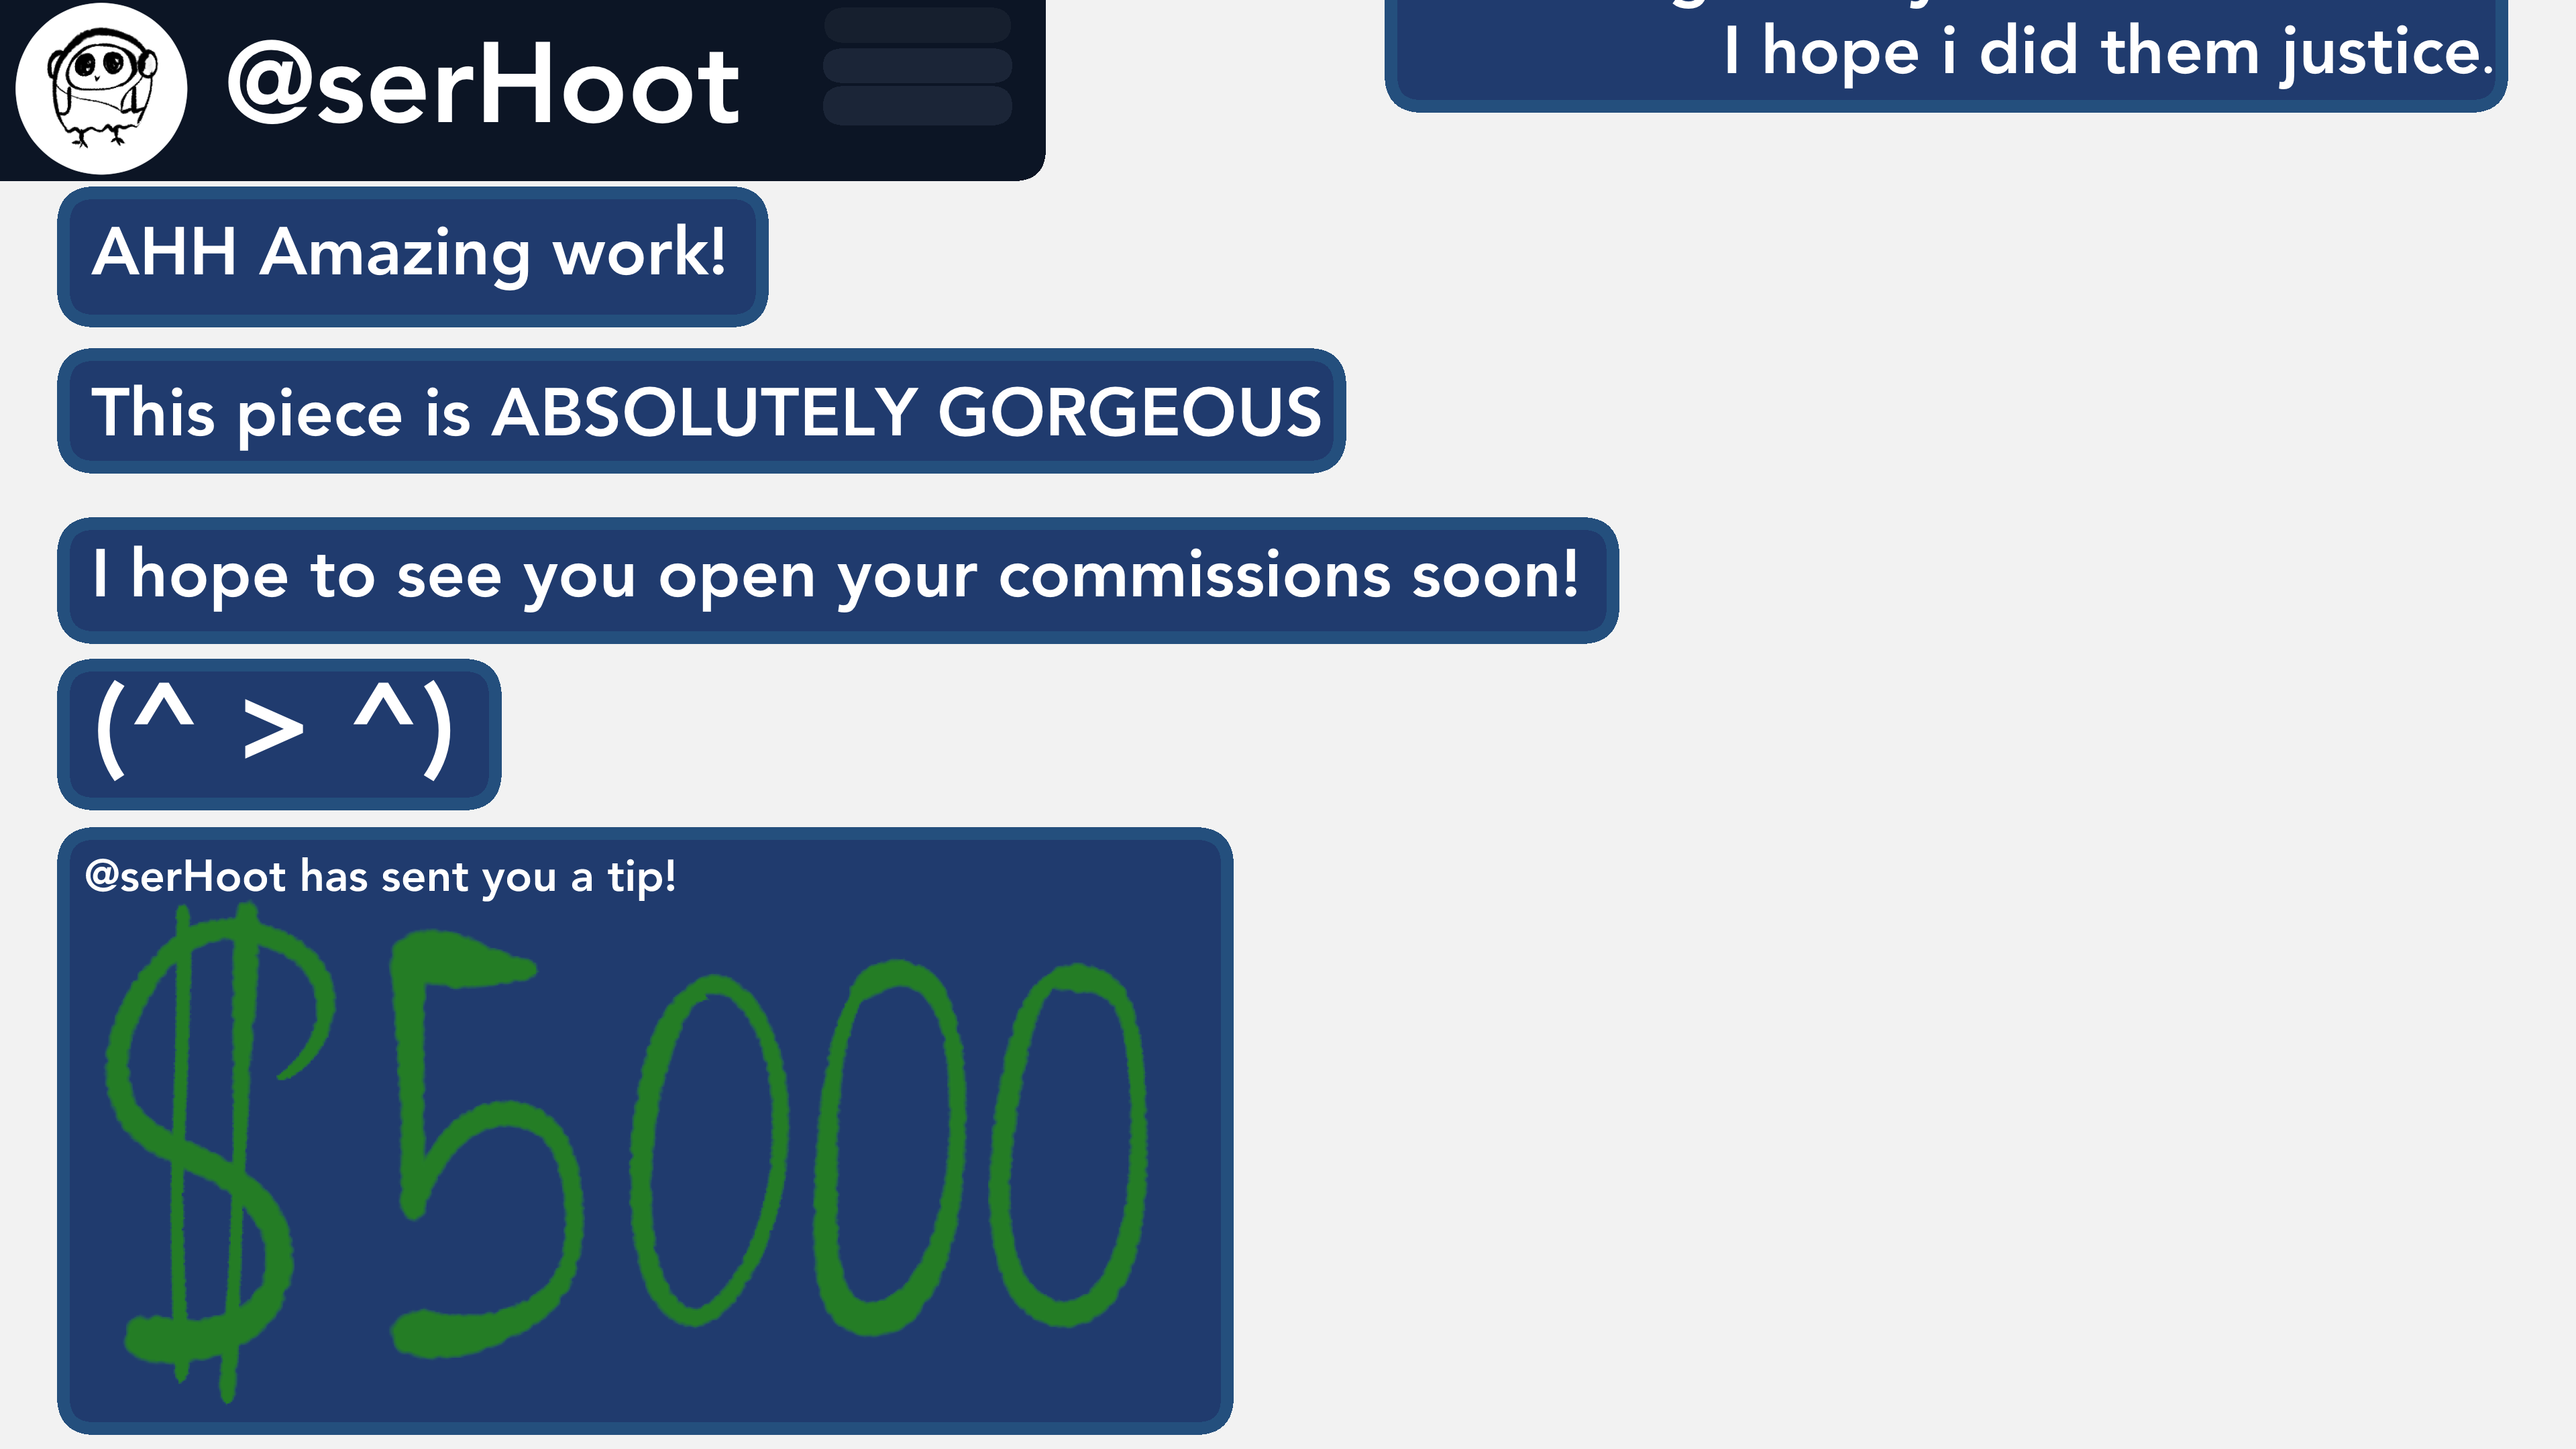 @serHoot
I hope i did them justice.
AHH Amazing work!
This piece is ABSOLUTELY GORGEOUS
I hope to see you open your commissions soon!
(^ > ^)
@serHoot has sent you a tip!
$5000